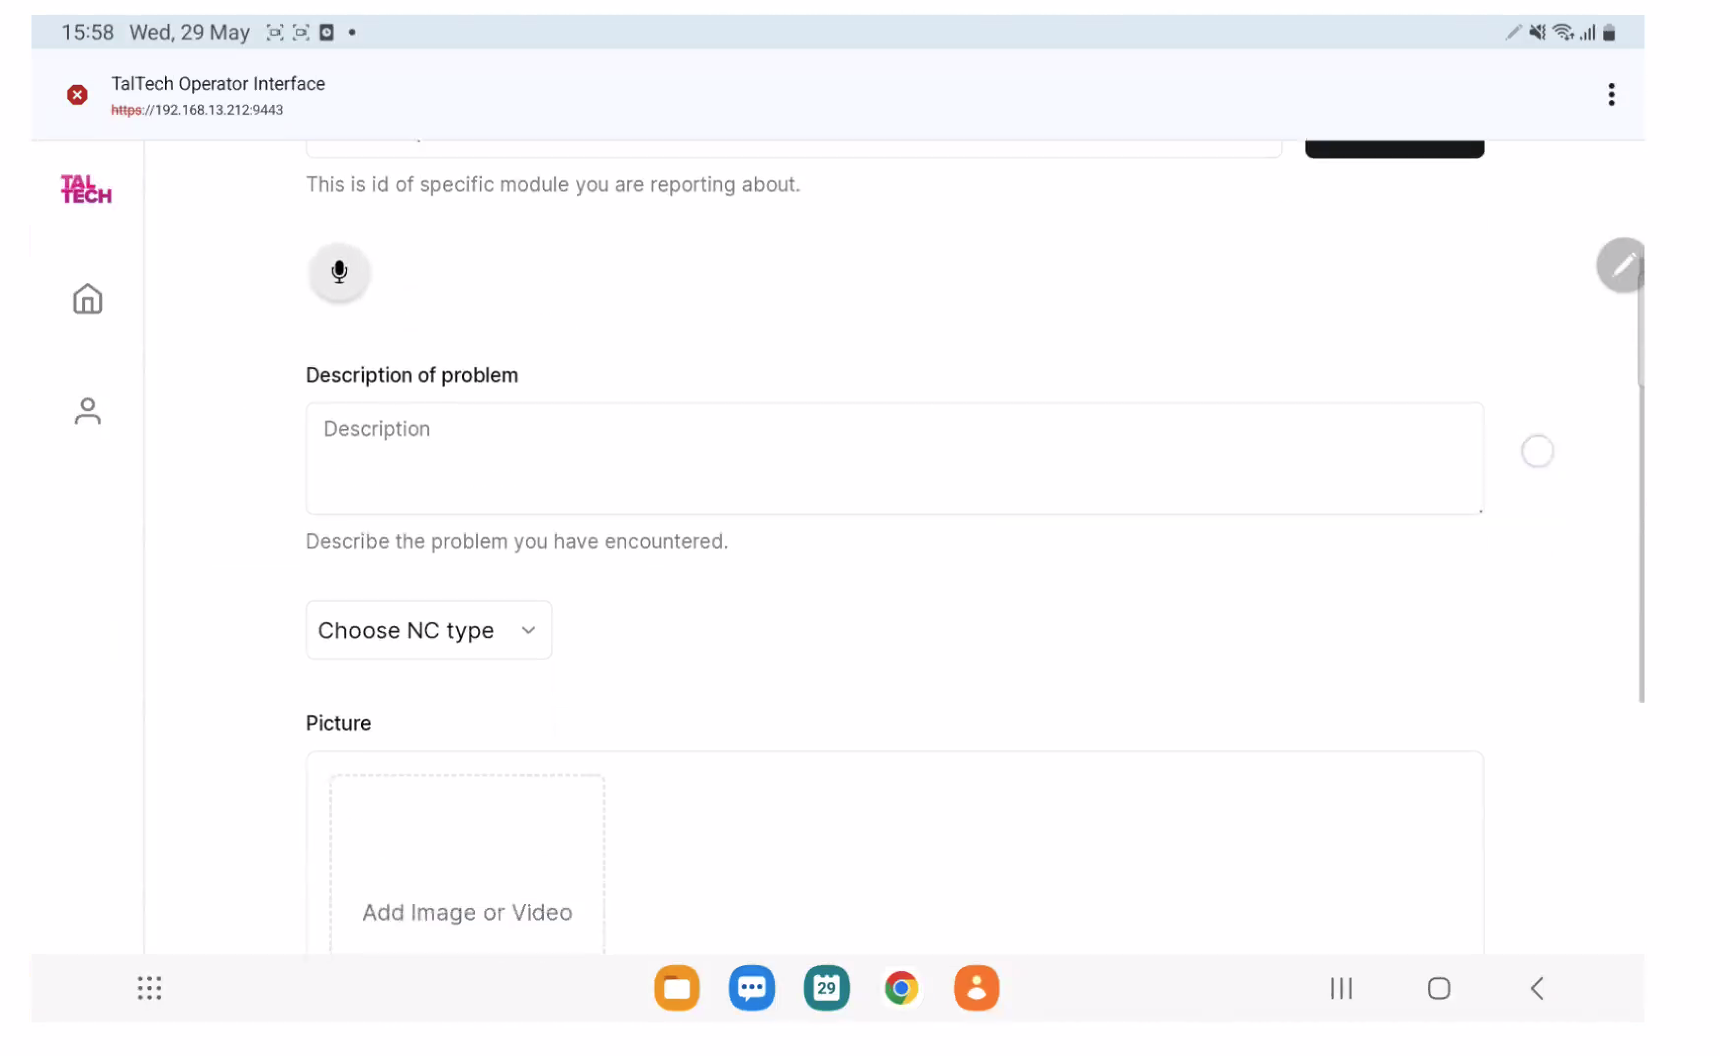 15:58 Wed, 29 May
TalTech Operator Interface
https://192.168.13.212:9443
TAL
TECH
This is id of specific module you are reporting about.
Description of problem
Description
Describe the problem you have encountered.
Choose NC type
Picture
Add Image or Video
29